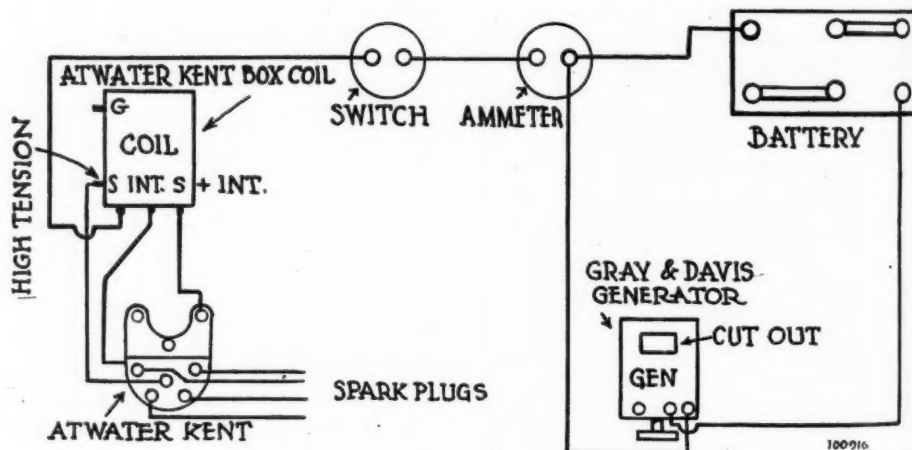 ATWATER KENT BOX COIL
G
COIL
S INT. S + INT.
HIGH TENSION
SWITCH
AMMETER
BATTERY
GRAY & DAVIS
GENERATOR
CUT OUT
GEN
SPARK PLUGS
ATWATER KENT
100916